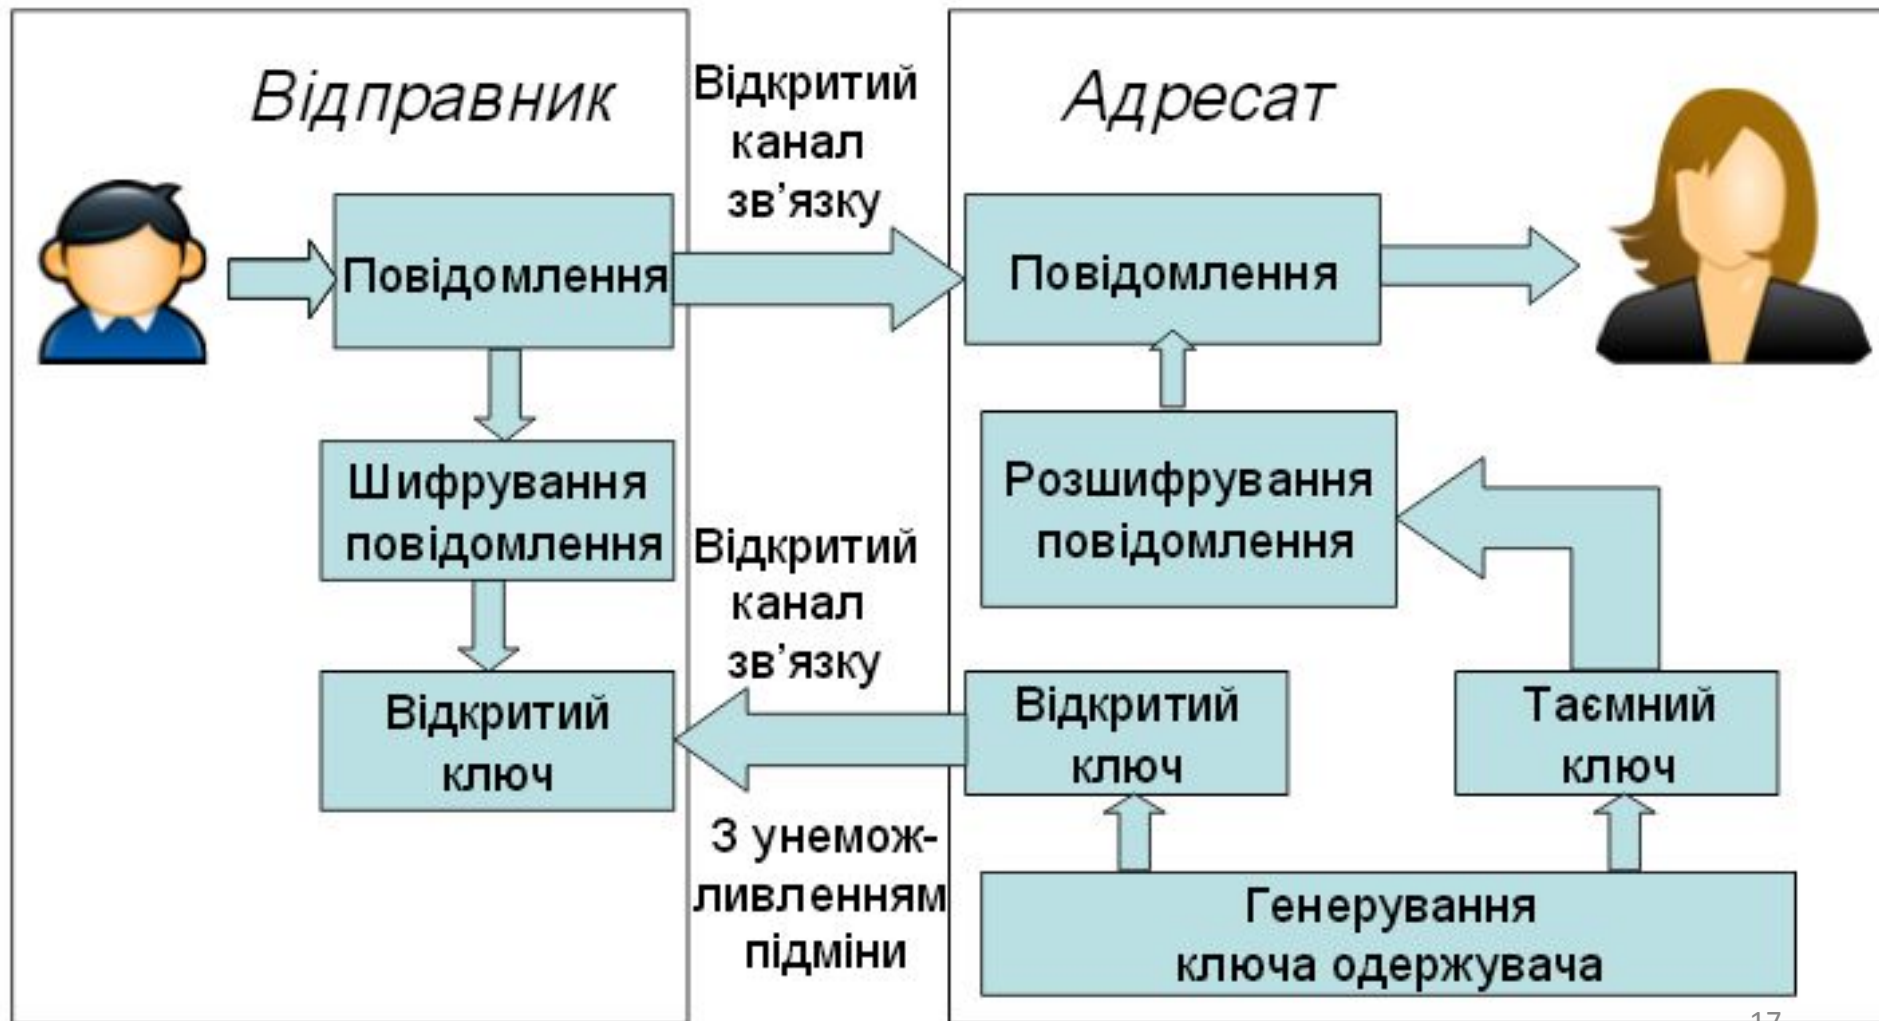 Відправник
Відкритий
канал
зв’язку
Адресат
Повідомлення
Повідомлення
Шифрування
повідомлення
Відкритий
канал
зв’язку
Розшифрування
повідомлення
Відкритий
ключ
Відкритий
ключ
Таємний
ключ
З унемож-
ливленням
підміни
Генерування
ключа одержувача
17